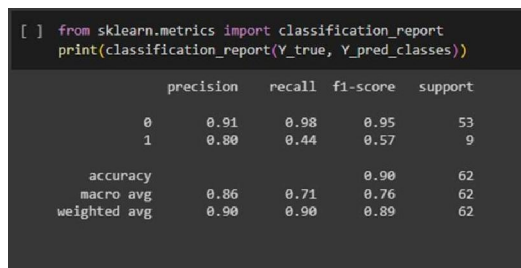 [ ] from sklearn.metrics import classification_report
print(classification_report(Y_true, Y_pred_classes))
precision recall f1-score support
0 0.91 0.98 0.95 53
1 0.80 0.44 0.57 9
accuracy 0.90 62
macro avg 0.86 0.71 0.76 62
weighted avg 0.90 0.90 0.89 62